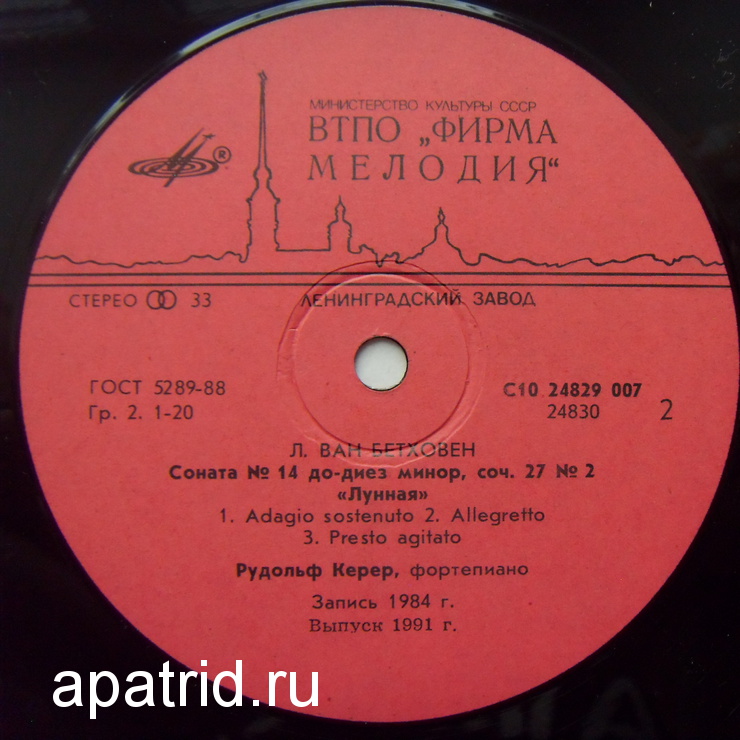 МИНИСТЕРСТВО КУЛЬТУРЫ СССР
ВТПО „ФИРМА
МЕЛОДИЯ“
®
СТЕРЕО 33
ЛЕНИНГРАДСКИЙ ЗАВОД
ГОСТ 5289-88
Гр. 2. 1-20
С10 24829 007
24830
2
Л. ВАН БЕТХОВЕН
Соната № 14 до-диез минор, соч. 27 № 2
«Лунная»
1. Adagio sostenuto 2. Allegretto
3. Presto agitato
Рудольф Керер, фортепиано
Запись 1984 г.
Выпуск 1991 г.
apatrid.ru